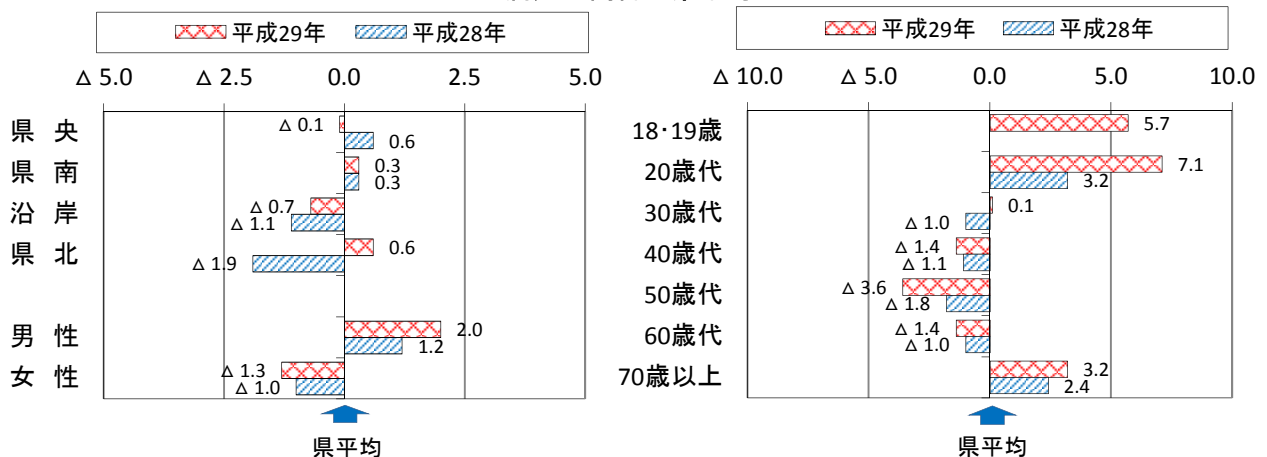 平成29年 平成28年
△ 5.0 △ 2.5 0.0 2.5 5.0
県 央 △ 0.1 0.6
県 南 0.3 0.3
沿 岸 △ 0.7 △ 1.1
県 北 0.6 △ 1.9
男 性 2.0 1.2
女 性 △ 1.3 △ 1.0
県平均
平成29年 平成28年
△ 10.0 △ 5.0 0.0 5.0 10.0
18･19歳 5.7
20歳代 7.1 3.2
30歳代 0.1 △ 1.0
40歳代 △ 1.4 △ 1.1
50歳代 △ 3.6 △ 1.8
60歳代 △ 1.4 △ 1.0
70歳以上 3.2 2.4
県平均